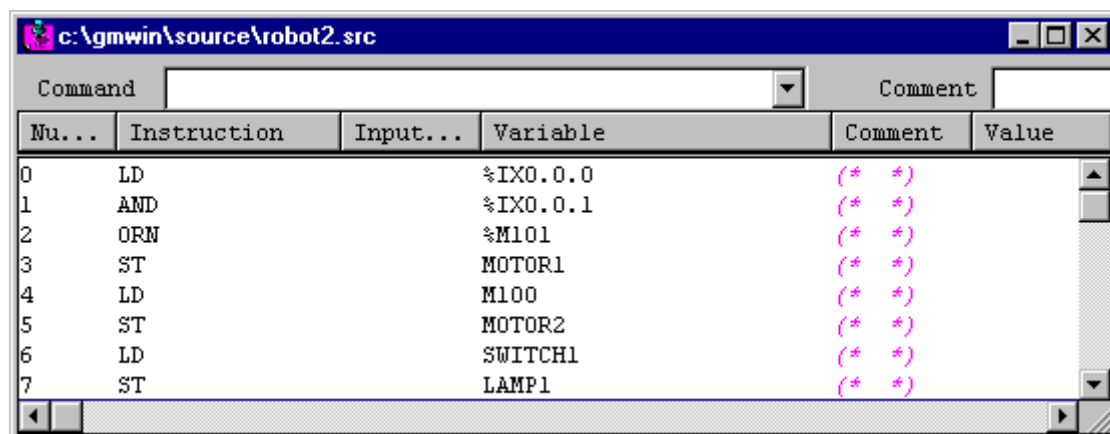 c:\gmwin\source\robot2.src
Command Comment
Nu... Instruction Input... Variable Comment Value
0 LD %IX0.0.0 (* *)
1 AND %IX0.0.1 (* *)
2 ORN %M101 (* *)
3 ST MOTOR1 (* *)
4 LD M100 (* *)
5 ST MOTOR2 (* *)
6 LD SWITCH1 (* *)
7 ST LAMP1 (* *)